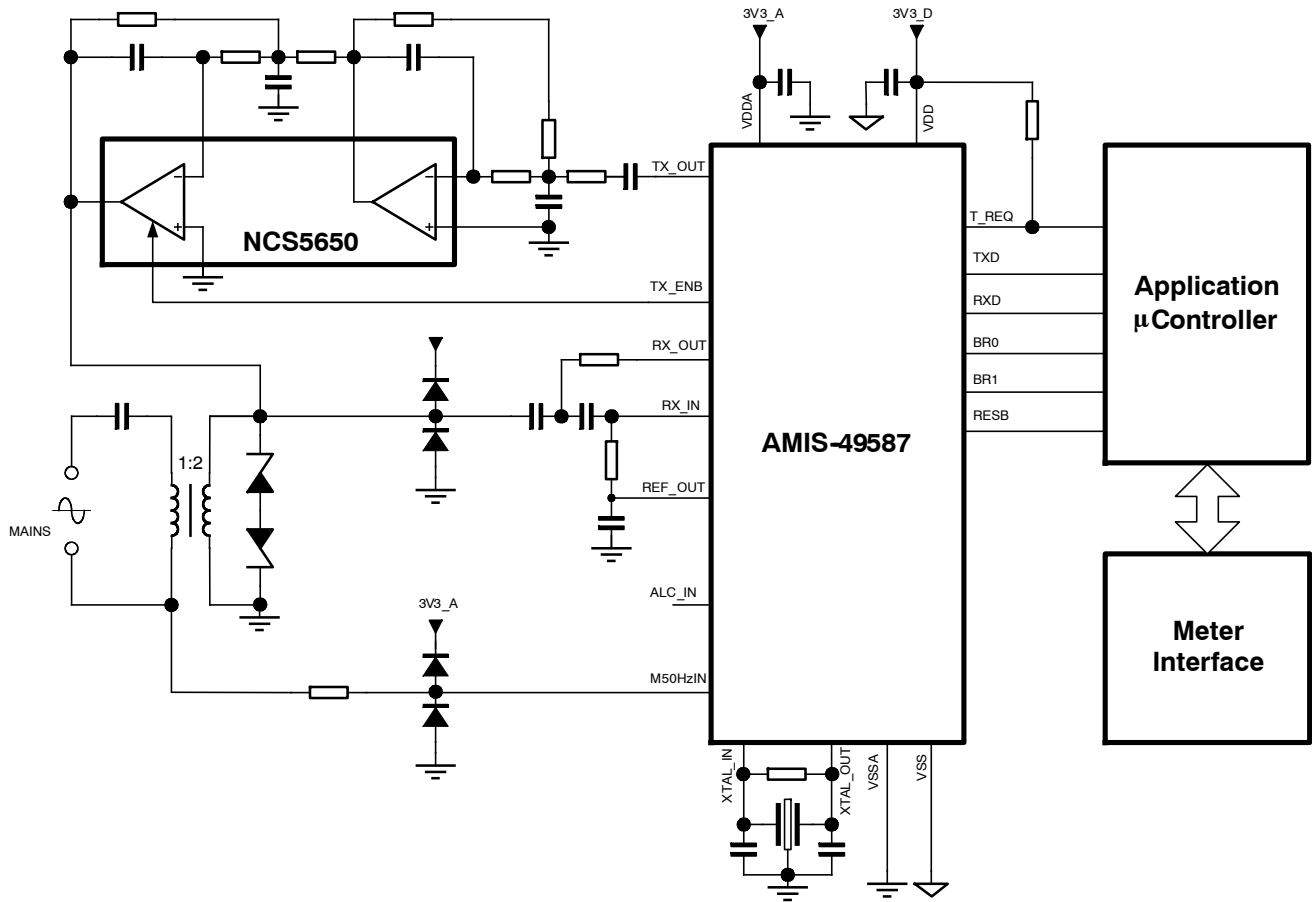 3V3_A
3V3_D
VDDA
VDD
TX_OUT
T_REQ
NCS5650
TXD
TX_ENB
RXD
Application
µController
RX_OUT
BR0
BR1
RX_IN
RESB
AMIS-49587
1:2
REF_OUT
MAINS
ALC_IN
3V3_A
M50HzIN
Meter
Interface
XTAL_IN
XTAL_OUT
VSSA
VSS